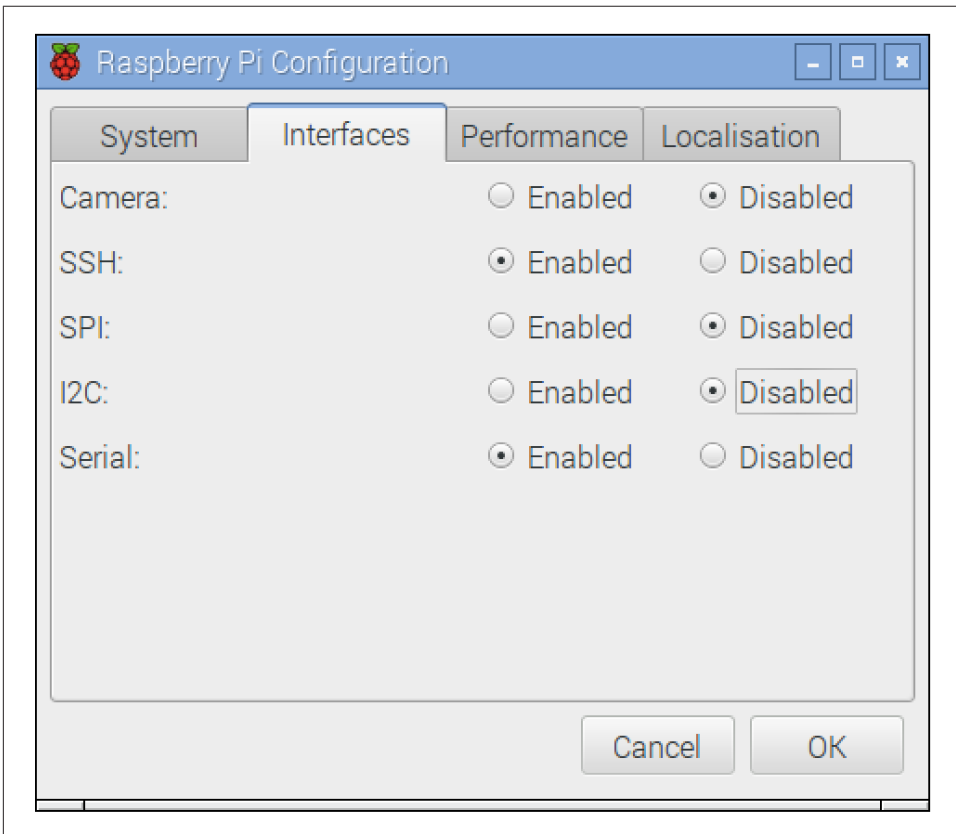 Raspberry Pi Configuration
System Interfaces Performance Localisation
Camera: Enabled Disabled
SSH: Enabled Disabled
SPI: Enabled Disabled
I2C: Enabled Disabled
Serial: Enabled Disabled
Cancel OK